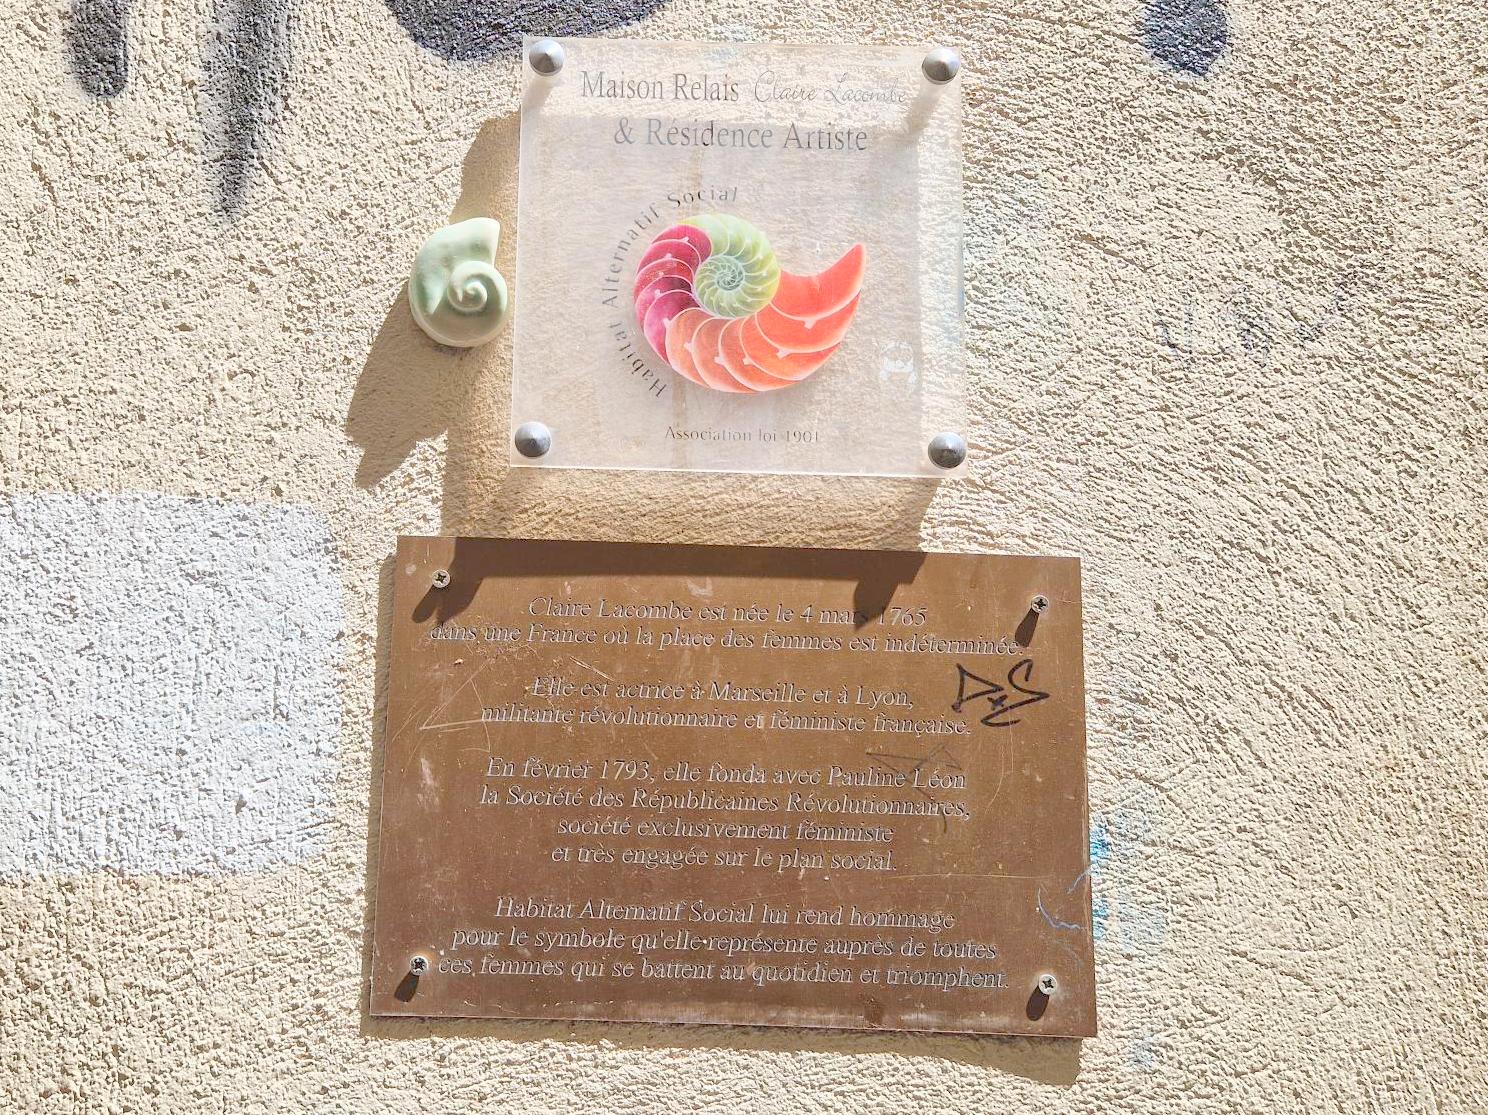 Maison Relais Claire Lacombe
& Résidence Artiste
Habitat Alternatif Social
Association loi 1901
Claire Lacombe est née le 4 mars 1765
dans une France où la place des femmes est indéterminée.
Elle est actrice à Marseille et à Lyon,
militante révolutionnaire et féministe française.
En février 1793, elle fonda avec Pauline Léon
la Société des Républicaines Révolutionnaires,
société exclusivement féministe
et très engagée sur le plan social.
Habitat Alternatif Social lui rend hommage
pour le symbole qu'elle représente auprès de toutes
ces femmes qui se battent au quotidien et triomphent.